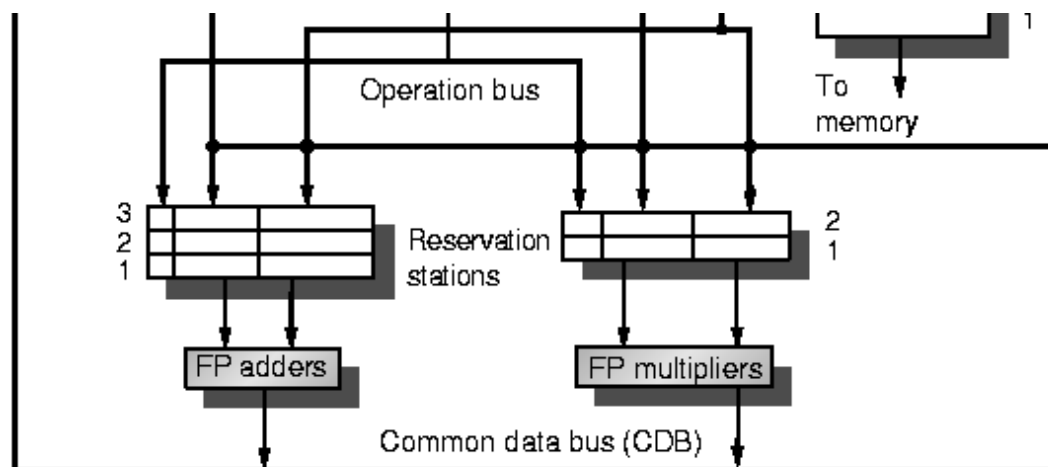 1
Operation bus
To
memory
3
2
1
Reservation
stations
2
1
FP adders
FP multipliers
Common data bus (CDB)